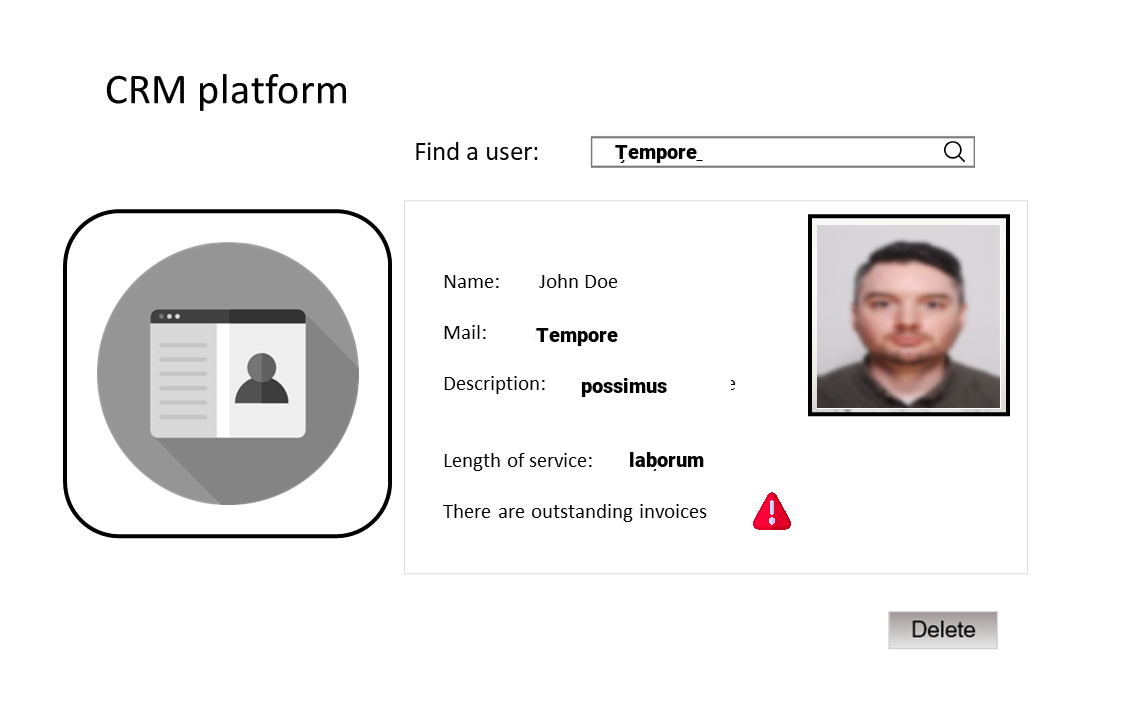 CRM platform
Find a user: Tempore_
Name: John Doe
Mail: Tempore
Description: possimus e
Length of service: laborum
There are outstanding invoices
Delete